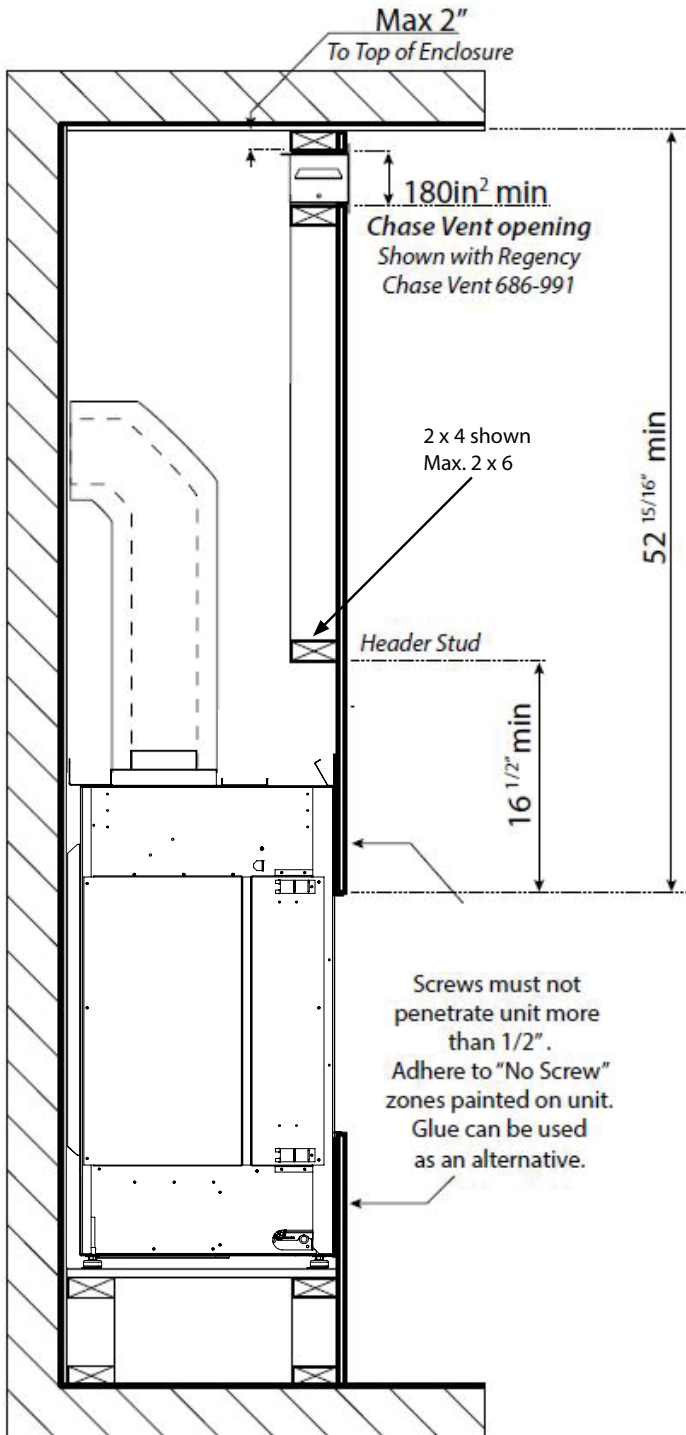 Max 2”
To Top of Enclosure
180in² min
Chase Vent opening
Shown with Regency
Chase Vent 686-991
2 x 4 shown
Max. 2 x 6
52 15/16” min
Header Stud
16 1/2” min
Screws must not
penetrate unit more
than 1/2” .
Adhere to “No Screw”
zones painted on unit.
Glue can be used
as an alternative.